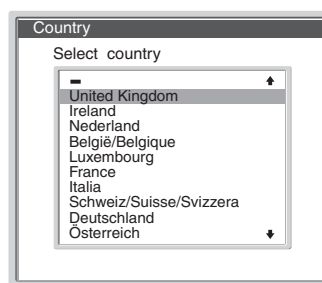 Country
Select country
–
United Kingdom
Ireland
Nederland
België/Belgique
Luxembourg
France
Italia
Schweiz/Suisse/Svizzera
Deutschland
Österreich